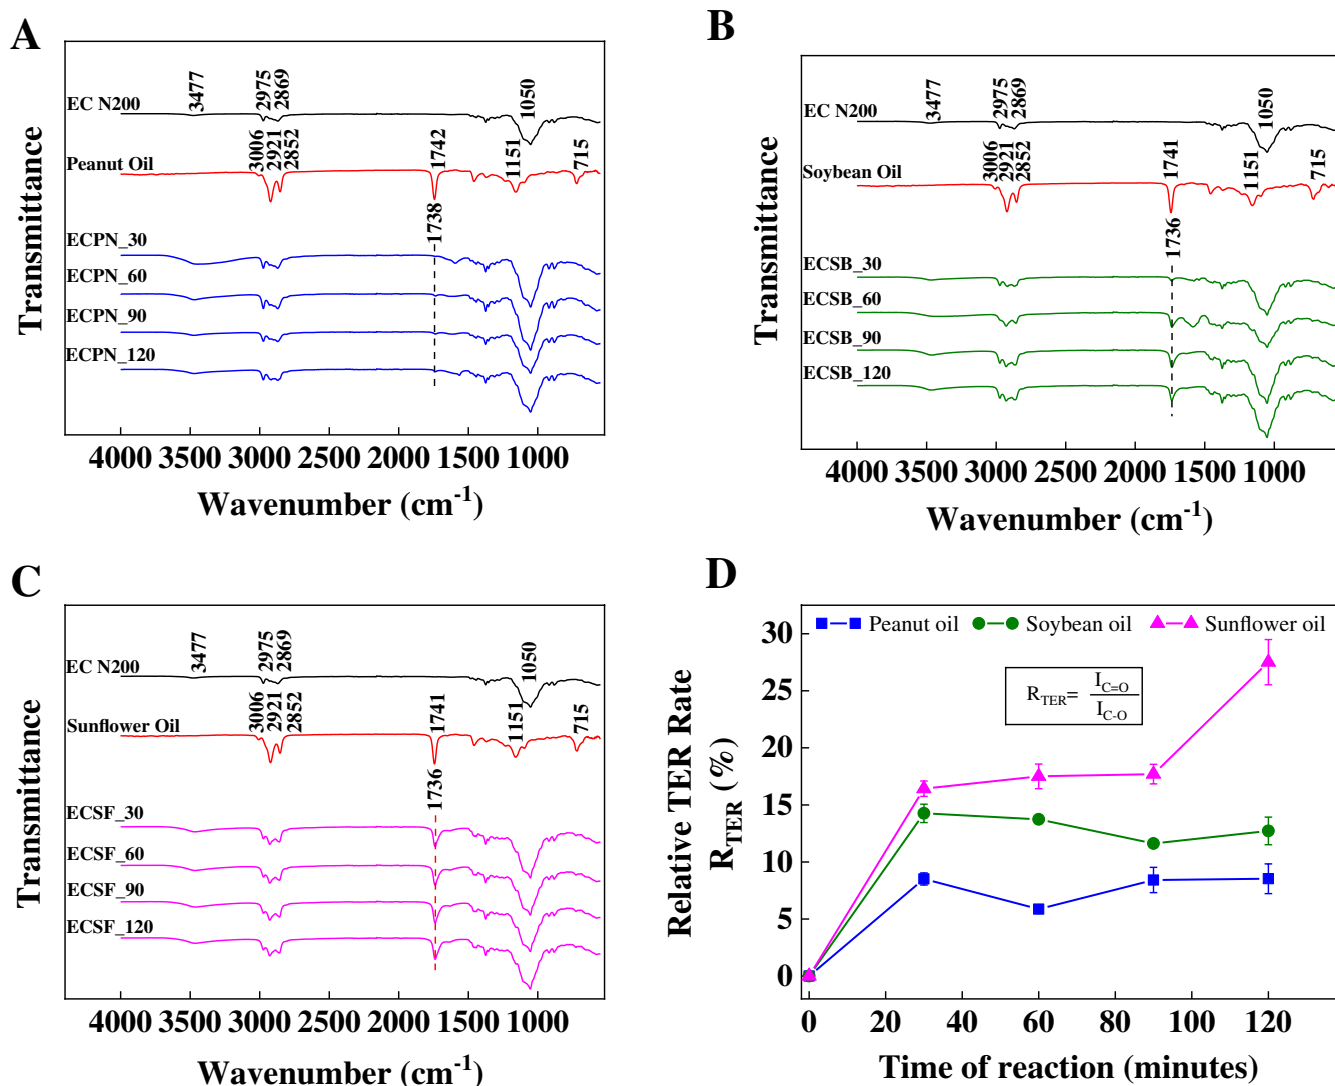 A
3477
2975
2869
1050
EC N200
3006
2921
2852
1742
1151
715
Peanut Oil
1738
ECPN_30
ECPN_60
ECPN_90
ECPN_120
Transmittance
4000 3500 3000 2500 2000 1500 1000
Wavenumber (cm⁻¹)
B
3477
2975
2869
1050
EC N200
3006
2921
2852
1741
1151
715
Soybean Oil
1736
ECSB_30
ECSB_60
ECSB_90
ECSB_120
Transmittance
4000 3500 3000 2500 2000 1500 1000
Wavenumber (cm⁻¹)
C
3477
2975
2869
1050
EC N200
3006
2921
2852
1741
1151
715
Sunflower Oil
1736
ECSF_30
ECSF_60
ECSF_90
ECSF_120
Transmittance
4000 3500 3000 2500 2000 1500 1000
Wavenumber (cm⁻¹)
D
Peanut oil Soybean oil Sunflower oil
R_TER= I_C=O / I_C-O
30
25
20
15
10
5
0
Relative TER Rate
R_TER (%)
0 20 40 60 80 100 120
Time of reaction (minutes)